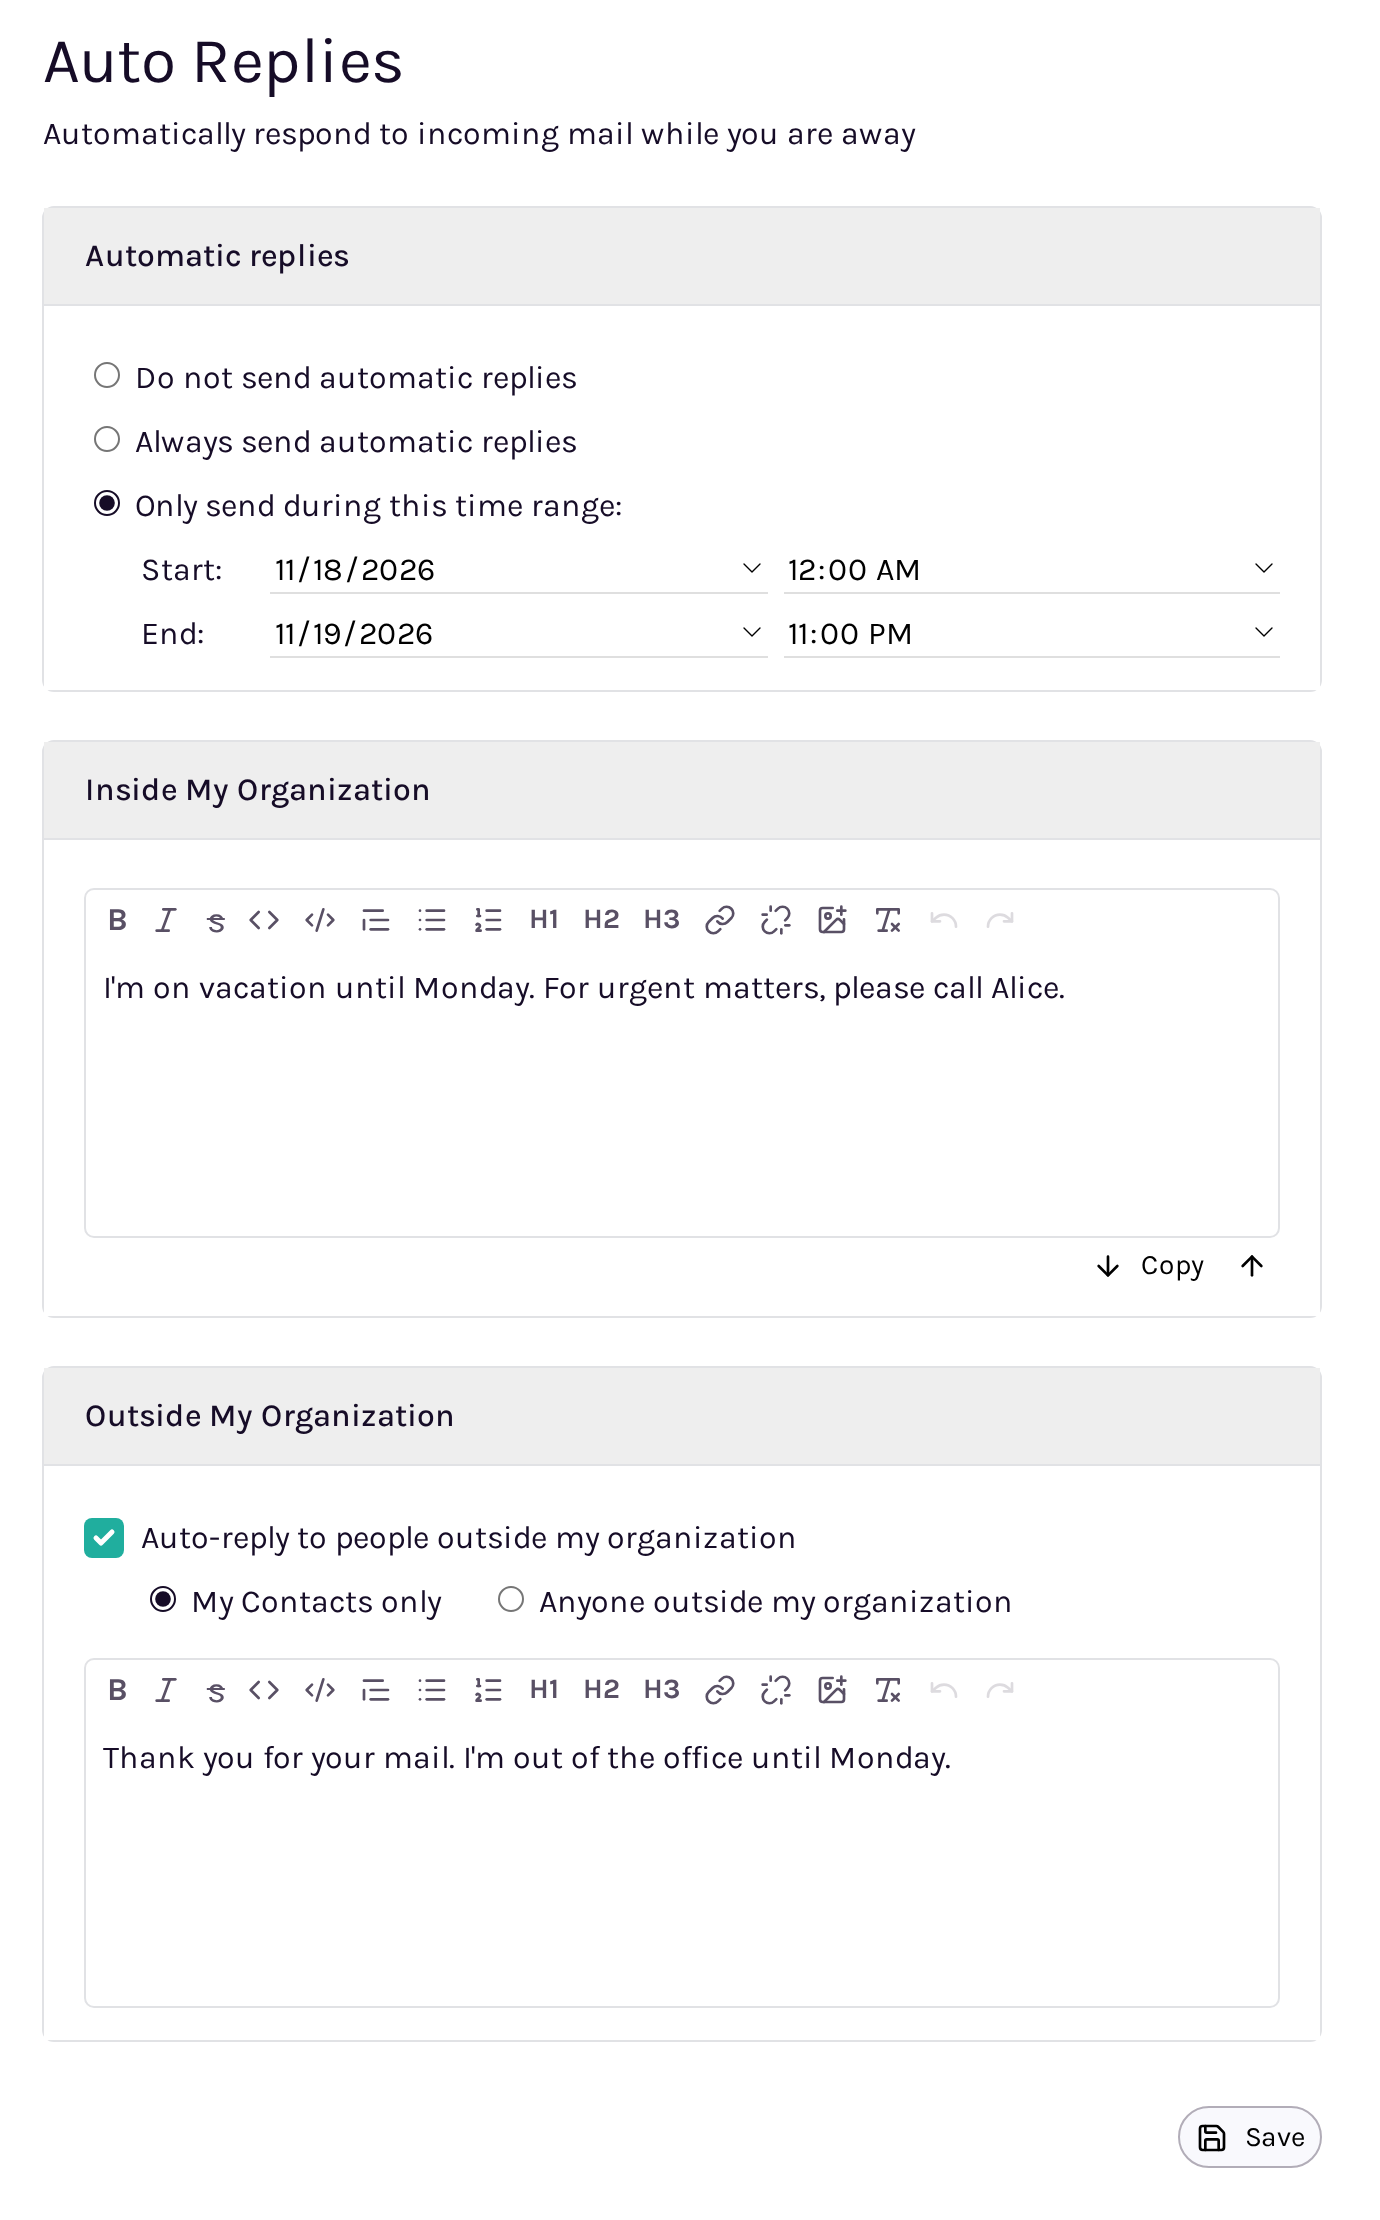 Auto Replies
Automatically respond to incoming mail while you are away
Automatic replies
Do not send automatic replies
Always send automatic replies
Only send during this time range:
Start: 11/18/2026 12:00 AM
End: 11/19/2026 11:00 PM
Inside My Organization
B I S H1 H2 H3
I'm on vacation until Monday. For urgent matters, please call Alice.
Copy
Outside My Organization
Auto-reply to people outside my organization
My Contacts only Anyone outside my organization
B I S H1 H2 H3
Thank you for your mail. I'm out of the office until Monday.
Save